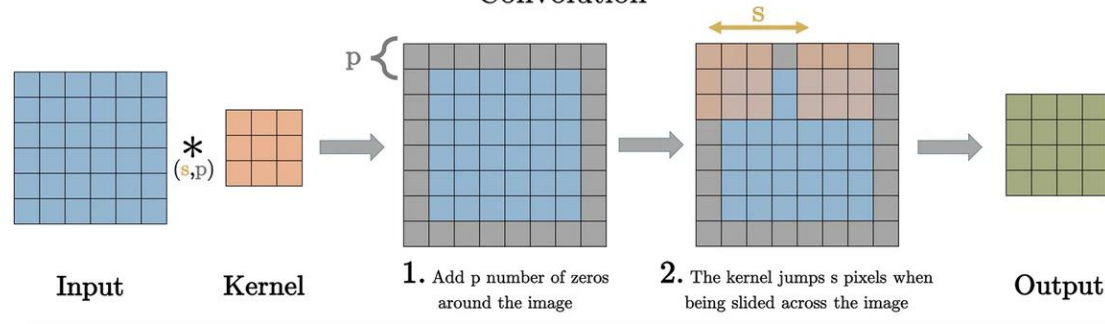 Convolution
s
p {
*
(s,p)
Input
Kernel
1. Add p number of zeros
around the image
2. The kernel jumps s pixels when
being slided across the image
Output